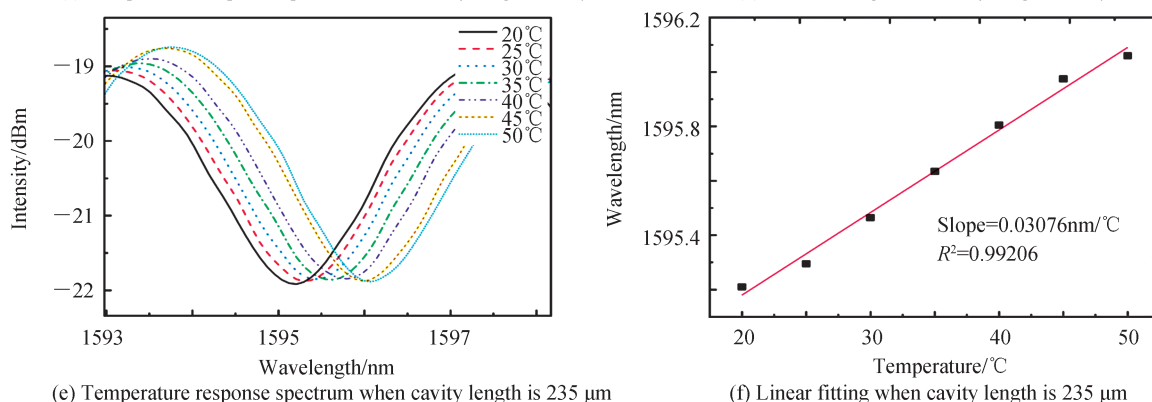 −19
−20
−21
−22
Intensity/dBm
20℃
25℃
30℃
35℃
40℃
45℃
50℃
1593
1595
1597
Wavelength/nm
(e) Temperature response spectrum when cavity length is 235 μm
1596.2
1595.8
1595.4
Wavelength/nm
Slope=0.03076nm/℃
R²=0.99206
20
30
40
50
Temperature/℃
(f) Linear fitting when cavity length is 235 μm